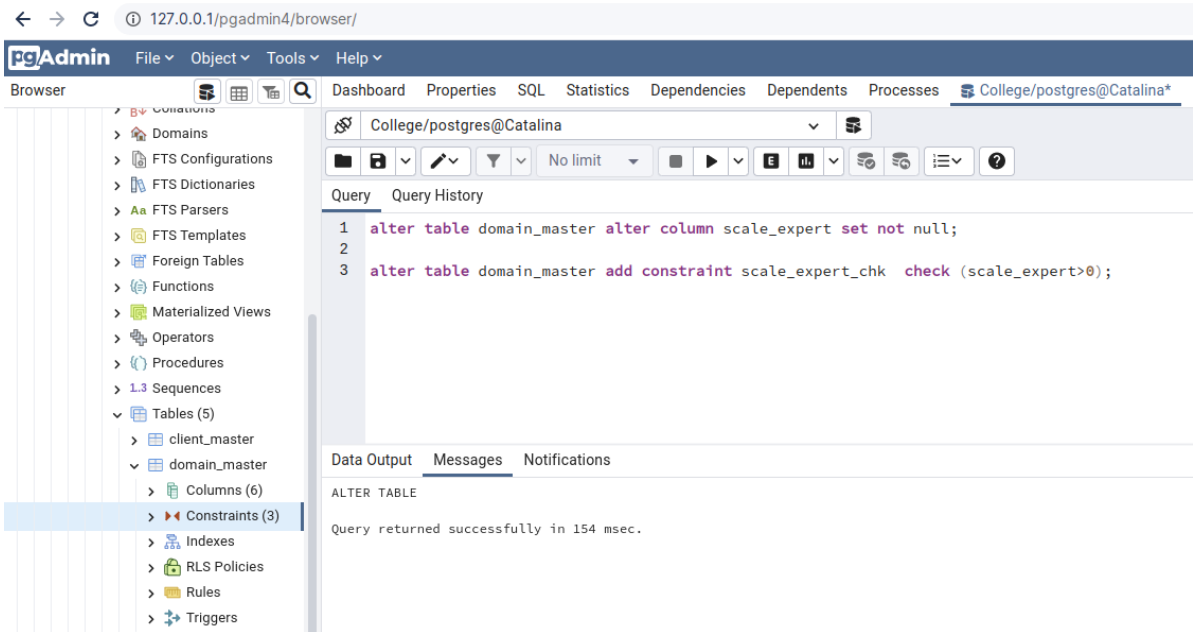 127.0.0.1/pgadmin4/browser/
pgAdmin File Object Tools Help
Browser
Dashboard Properties SQL Statistics Dependencies Dependents Processes College/postgres@Catalina*
Collations
Domains
FTS Configurations
FTS Dictionaries
Aa FTS Parsers
FTS Templates
Foreign Tables
Functions
Materialized Views
Operators
Procedures
1..3 Sequences
Tables (5)
client_master
domain_master
Columns (6)
Constraints (3)
Indexes
RLS Policies
Rules
Triggers
College/postgres@Catalina
No limit
E
Query Query History
1 alter table domain_master alter column scale_expert set not null;
2
3 alter table domain_master add constraint scale_expert_chk  check (scale_expert>0);
Data Output Messages Notifications
ALTER TABLE
Query returned successfully in 154 msec.